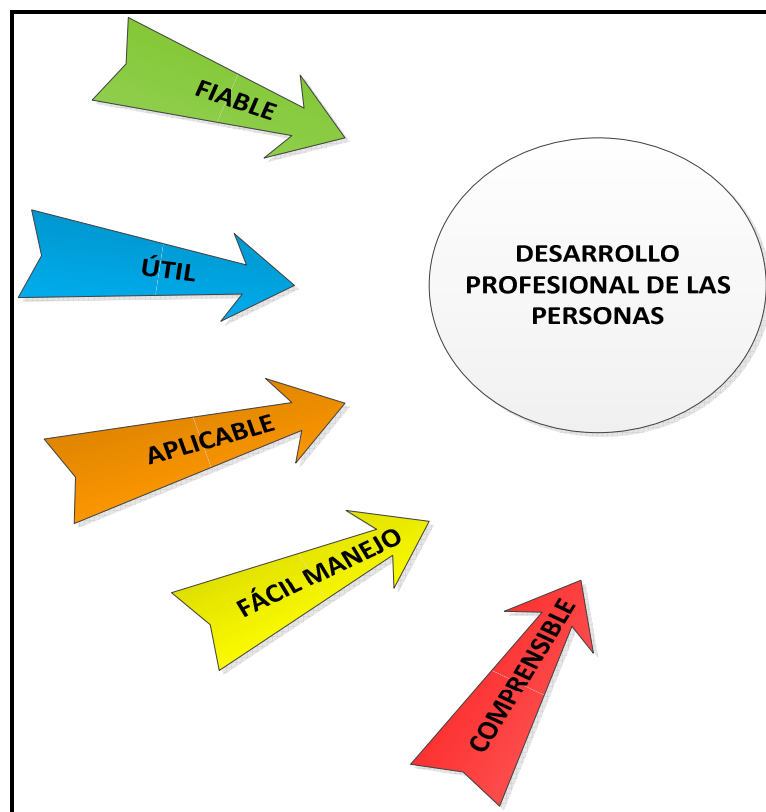 FIABLE
ÚTIL
DESARROLLO
PROFESIONAL DE LAS
PERSONAS
APLICABLE
FÁCIL MANEJO
COMPRENSIBLE